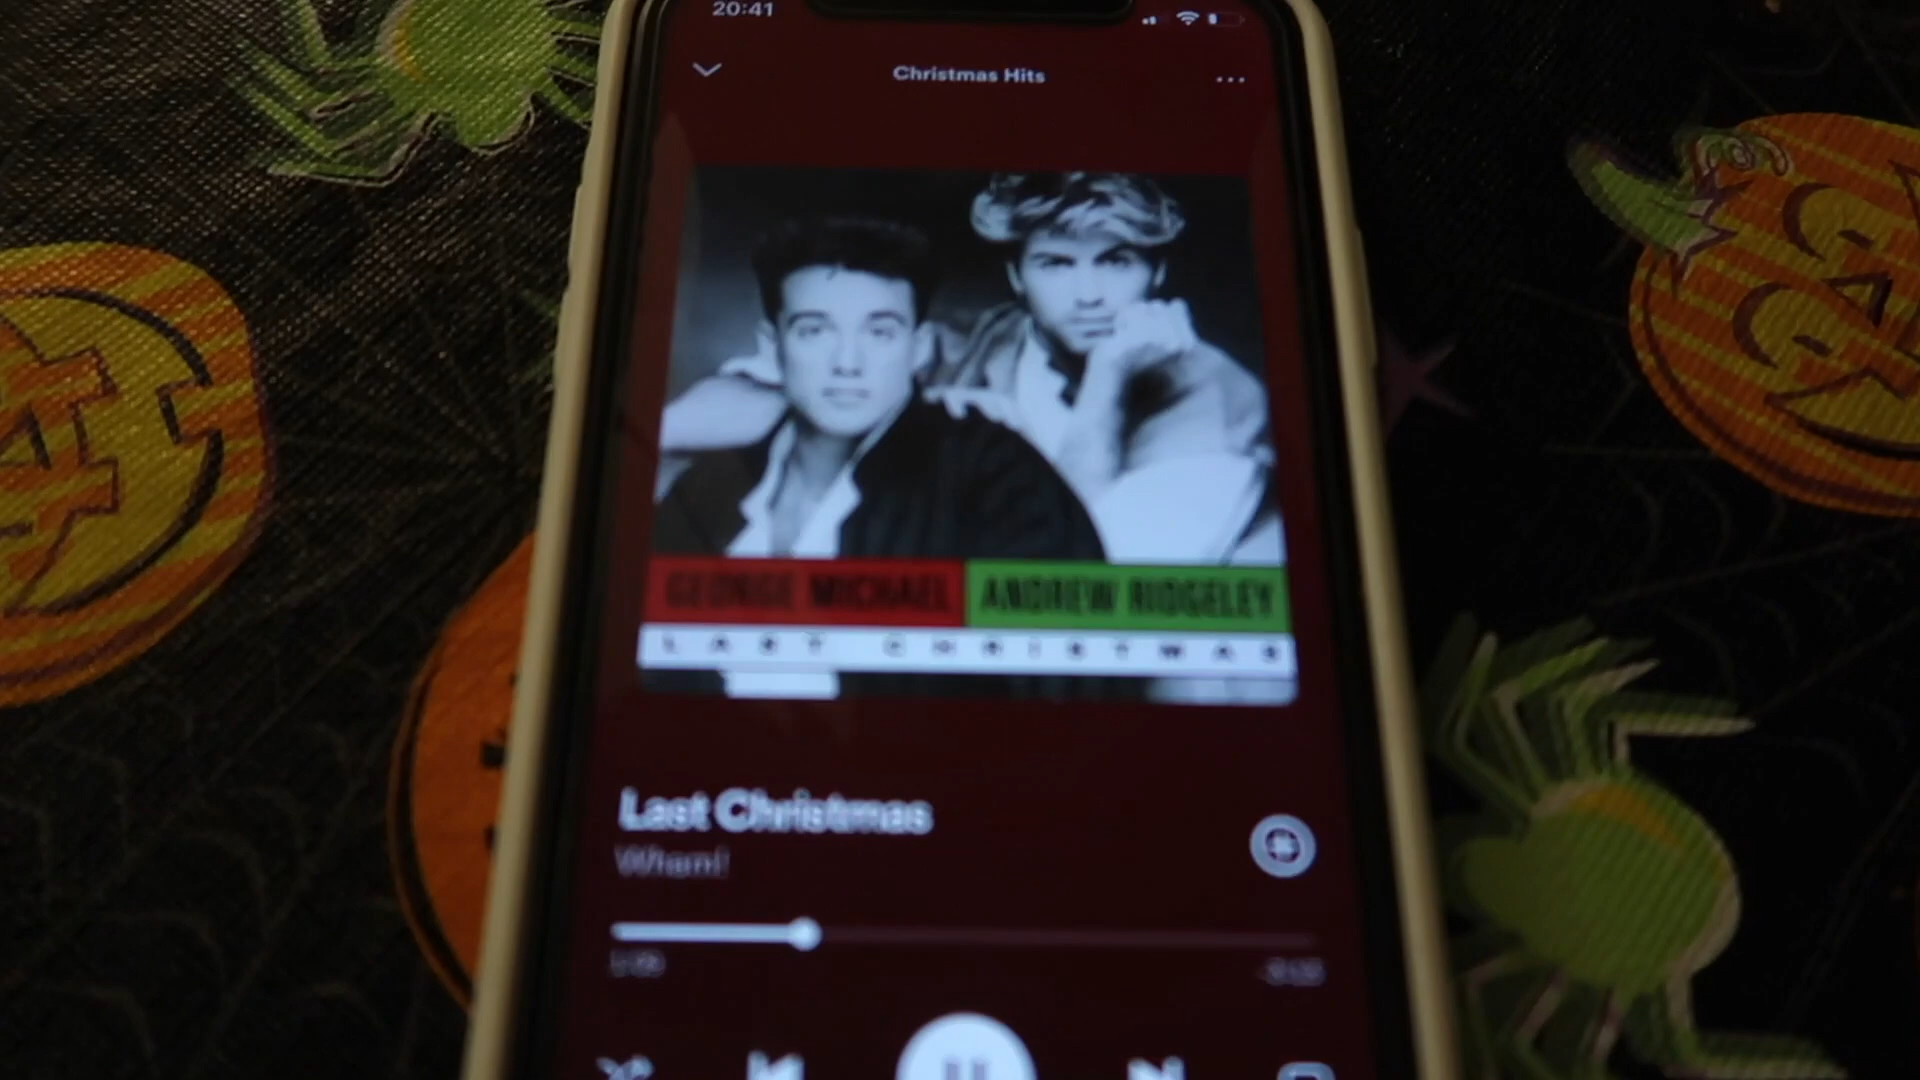 20:41
Christmas Hits
GEORGE MICHAEL ANDREW RIDGELEY
LAST CHRISTMAS
Last Christmas
Wham!